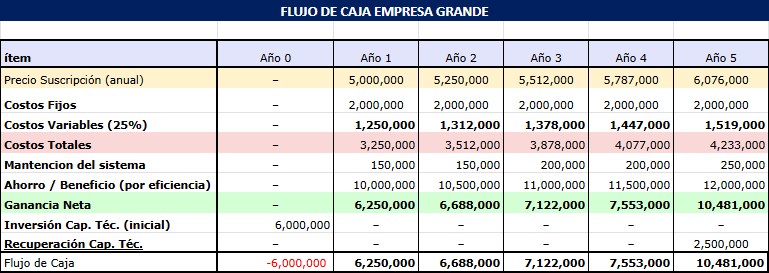 FLUJO DE CAJA EMPRESA GRANDE
ítem Año 0 Año 1 Año 2 Año 3 Año 4 Año 5
Precio Suscripción (anual) – 5,000,000 5,250,000 5,512,000 5,787,000 6,076,000
Costos Fijos – 2,000,000 2,000,000 2,000,000 2,000,000 2,000,000
Costos Variables (25%) – 1,250,000 1,312,000 1,378,000 1,447,000 1,519,000
Costos Totales – 3,250,000 3,512,000 3,878,000 4,077,000 4,233,000
Mantencion del sistema – 150,000 150,000 200,000 200,000 250,000
Ahorro / Beneficio (por eficiencia) – 10,000,000 10,500,000 11,000,000 11,500,000 12,000,000
Ganancia Neta – 6,250,000 6,688,000 7,122,000 7,553,000 10,481,000
Inversión Cap. Téc. (inicial) 6,000,000 – – – – –
Recuperación Cap. Téc. – – – – – 2,500,000
Flujo de Caja -6,000,000 6,250,000 6,688,000 7,122,000 7,553,000 10,481,000